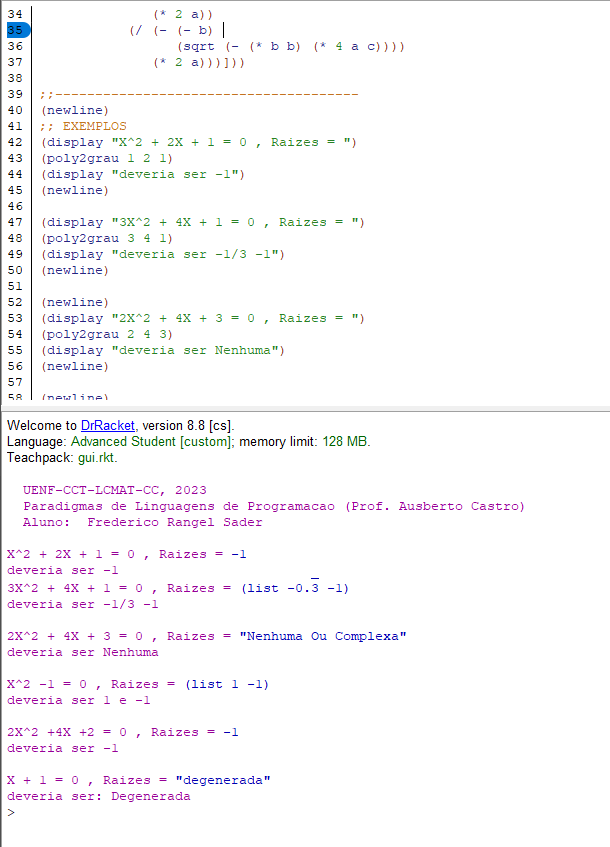 34 (* 2 a))
35 (/ (- (- b)
36 (sqrt (- (* b b) (* 4 a c))))
37 (* 2 a)))]))
38
39 ;;--------------------------------------
40 (newline)
41 ;; EXEMPLOS
42 (display "X^2 + 2X + 1 = 0 , Raizes = ")
43 (poly2grau 1 2 1)
44 (display "deveria ser -1")
45 (newline)
46
47 (display "3X^2 + 4X + 1 = 0 , Raizes = ")
48 (poly2grau 3 4 1)
49 (display "deveria ser -1/3 -1")
50 (newline)
51
52 (newline)
53 (display "2X^2 + 4X + 3 = 0 , Raizes = ")
54 (poly2grau 2 4 3)
55 (display "deveria ser Nenhuma")
56 (newline)
57
58 (newline)
Welcome to DrRacket, version 8.8 [cs].
Language: Advanced Student [custom]; memory limit: 128 MB.
Teachpack: gui.rkt.
UENF-CCT-LCMAT-CC, 2023
Paradigmas de Linguagens de Programacao (Prof. Ausberto Castro)
Aluno: Frederico Rangel Sader
X^2 + 2X + 1 = 0 , Raizes = -1
deveria ser -1
3X^2 + 4X + 1 = 0 , Raizes = (list -0.3̅ -1)
deveria ser -1/3 -1
2X^2 + 4X + 3 = 0 , Raizes = "Nenhuma Ou Complexa"
deveria ser Nenhuma
X^2 -1 = 0 , Raizes = (list 1 -1)
deveria ser 1 e -1
2X^2 +4X +2 = 0 , Raizes = -1
deveria ser -1
X + 1 = 0 , Raizes = "degenerada"
deveria ser: Degenerada
>